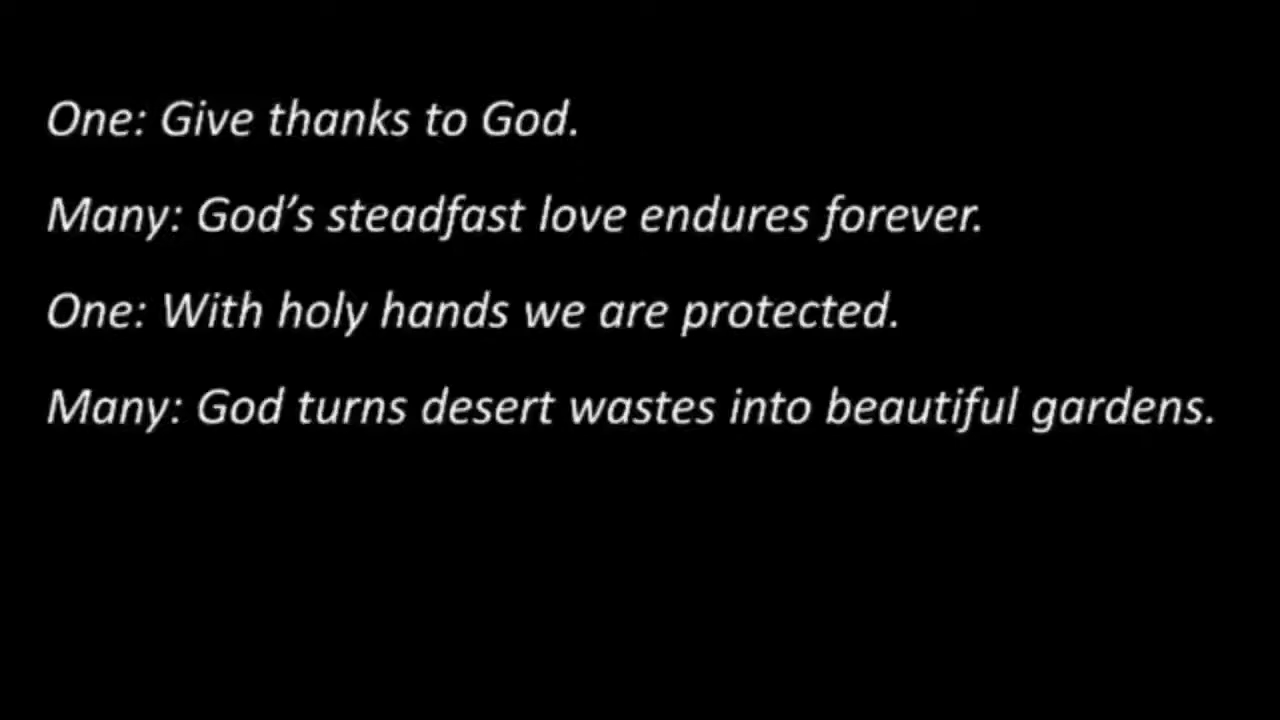 One: Give thanks to God.
Many: God’s steadfast love endures forever.
One: With holy hands we are protected.
Many: God turns desert wastes into beautiful gardens.